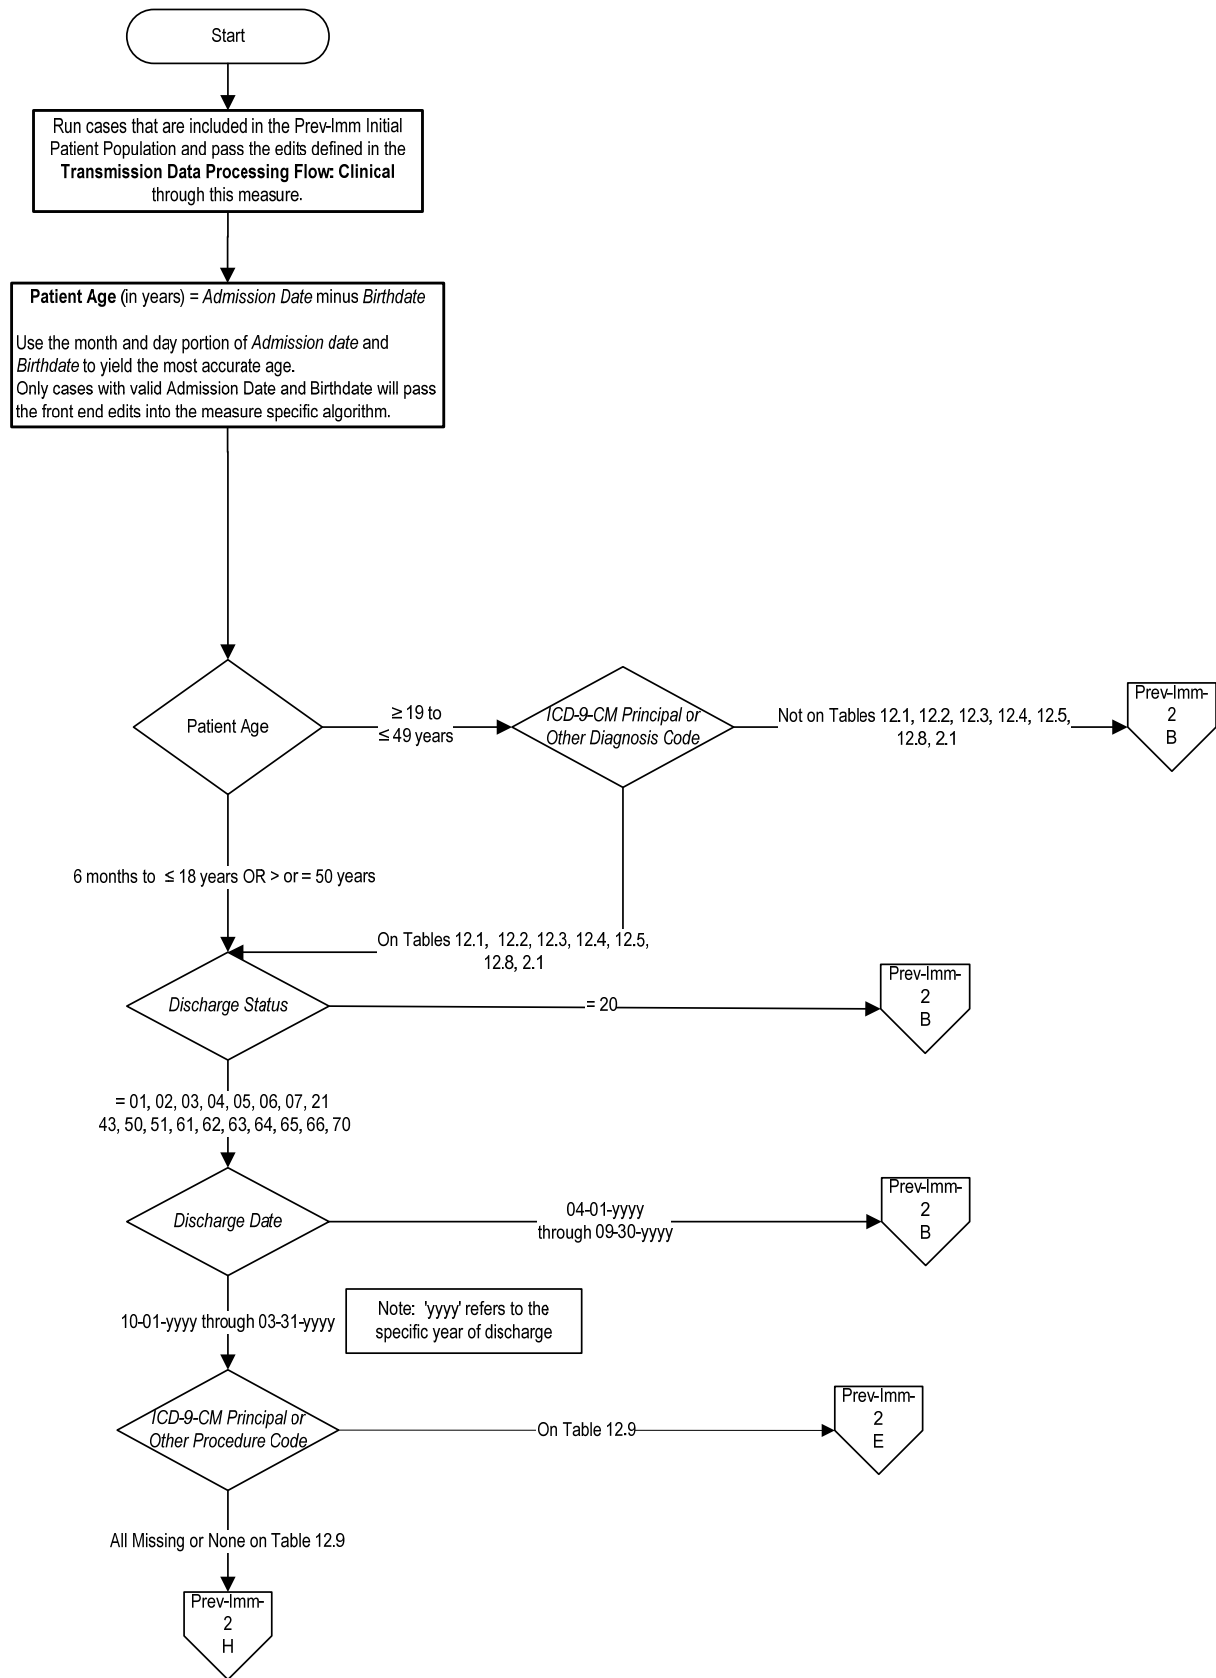 Start
Run cases that are included in the Prev-Imm Initial
Patient Population and pass the edits defined in the
Transmission Data Processing Flow: Clinical
through this measure.
Patient Age (in years) = Admission Date minus Birthdate
Use the month and day portion of Admission date and
Birthdate to yield the most accurate age.
Only cases with valid Admission Date and Birthdate will pass
the front end edits into the measure specific algorithm.
Patient Age
≥ 19 to
≤ 49 years
ICD-9-CM Principal or
Other Diagnosis Code
Not on Tables 12.1, 12.2, 12.3, 12.4, 12.5,
12.8, 2.1
Prev-Imm-
2
B
6 months to ≤ 18 years OR > or = 50 years
On Tables 12.1, 12.2, 12.3, 12.4, 12.5,
12.8, 2.1
Discharge Status
= 20
Prev-Imm-
2
B
= 01, 02, 03, 04, 05, 06, 07, 21
43, 50, 51, 61, 62, 63, 64, 65, 66, 70
Discharge Date
04-01-yyyy
through 09-30-yyyy
Prev-Imm-
2
B
10-01-yyyy through 03-31-yyyy
Note: 'yyyy' refers to the
specific year of discharge
ICD-9-CM Principal or
Other Procedure Code
On Table 12.9
Prev-Imm-
2
E
All Missing or None on Table 12.9
Prev-Imm-
2
H